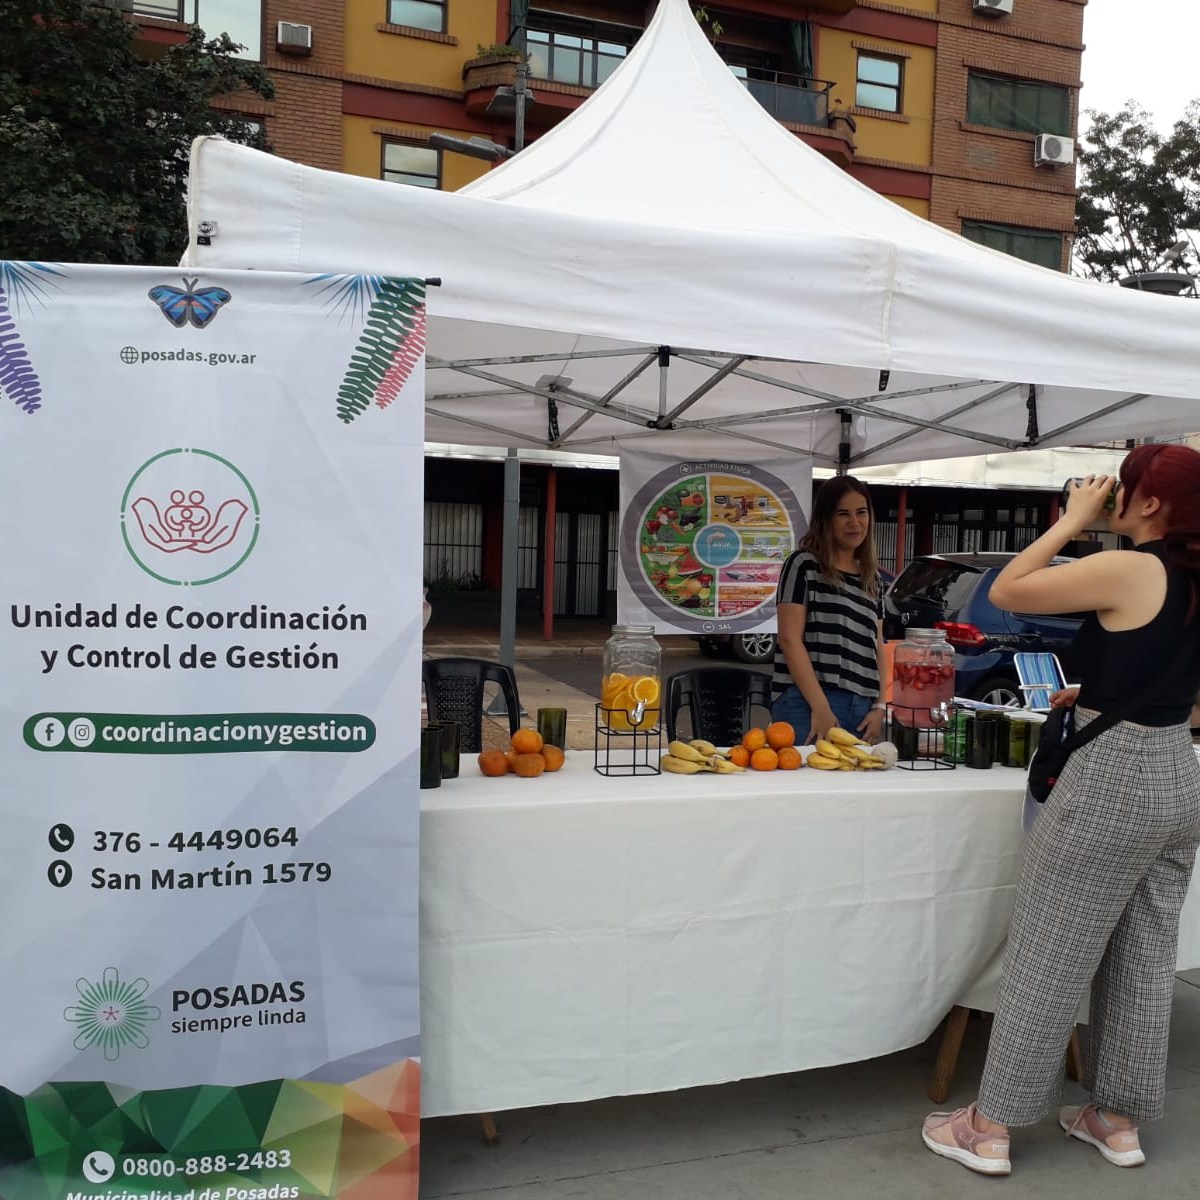 posadas.gov.ar
Unidad de Coordinación
y Control de Gestión
coordinacionygestion
376 - 4449064
San Martín 1579
POSADAS
siempre linda
0800-888-2483
Municipalidad de Posadas
ACTIVIDAD FÍSICA
AGUA
SAL